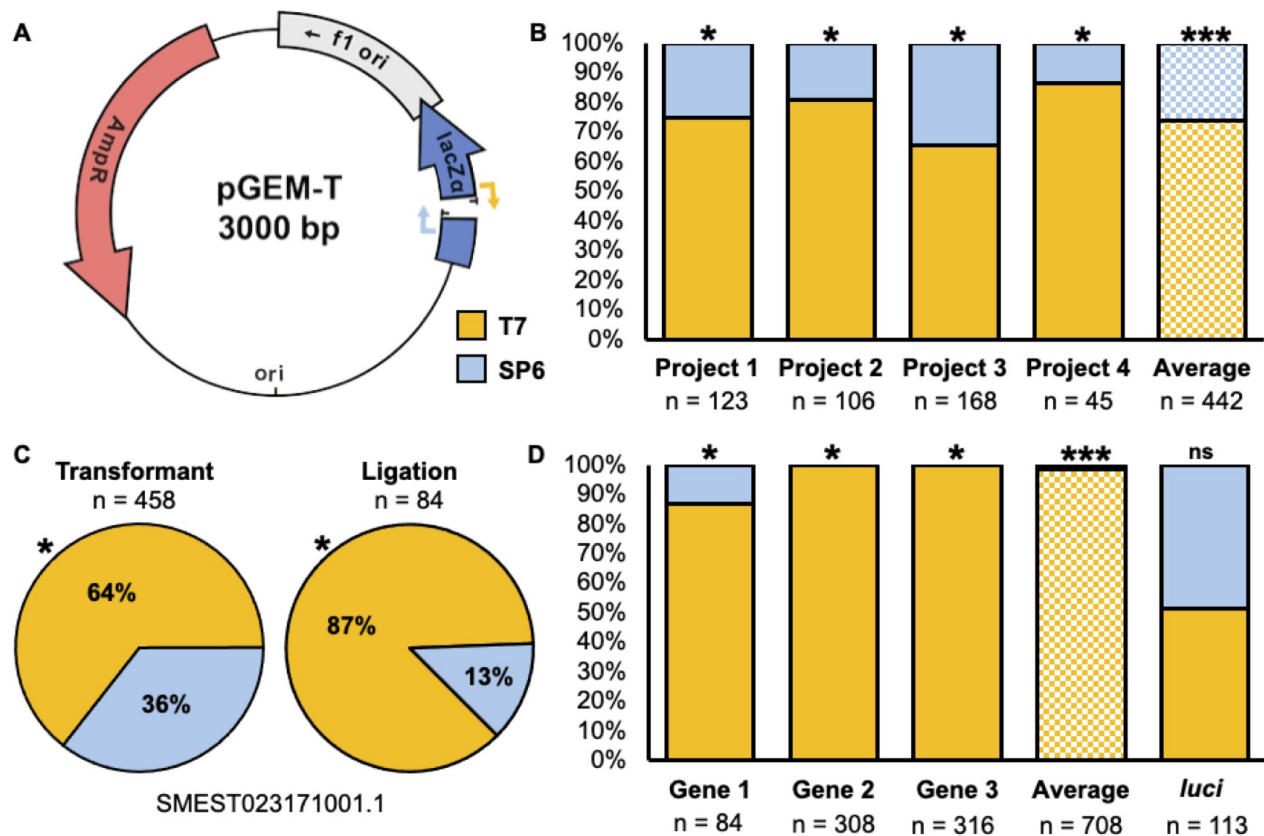 A
← f1 ori
AmpR
lacZα
T
T
pGEM-T
3000 bp
ori
T7
SP6
B
100%
90%
80%
70%
60%
50%
40%
30%
20%
10%
0%
* * * * ***
Project 1 Project 2 Project 3 Project 4 Average
n = 123 n = 106 n = 168 n = 45 n = 442
C
Transformant
n = 458
*
64%
36%
Ligation
n = 84
*
87%
13%
SMEST023171001.1
D
100%
90%
80%
70%
60%
50%
40%
30%
20%
10%
0%
* * * *** ns
Gene 1 Gene 2 Gene 3 Average luci
n = 84 n = 308 n = 316 n = 708 n = 113